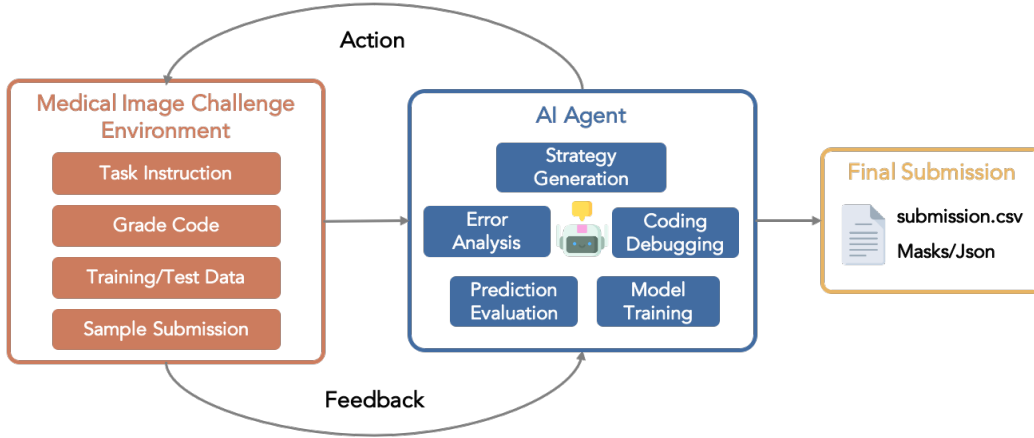 Action
Medical Image Challenge
Environment
Task Instruction
Grade Code
Training/Test Data
Sample Submission
AI Agent
Strategy
Generation
Error
Analysis
Coding
Debugging
Prediction
Evaluation
Model
Training
Final Submission
submission.csv
Masks/Json
Feedback